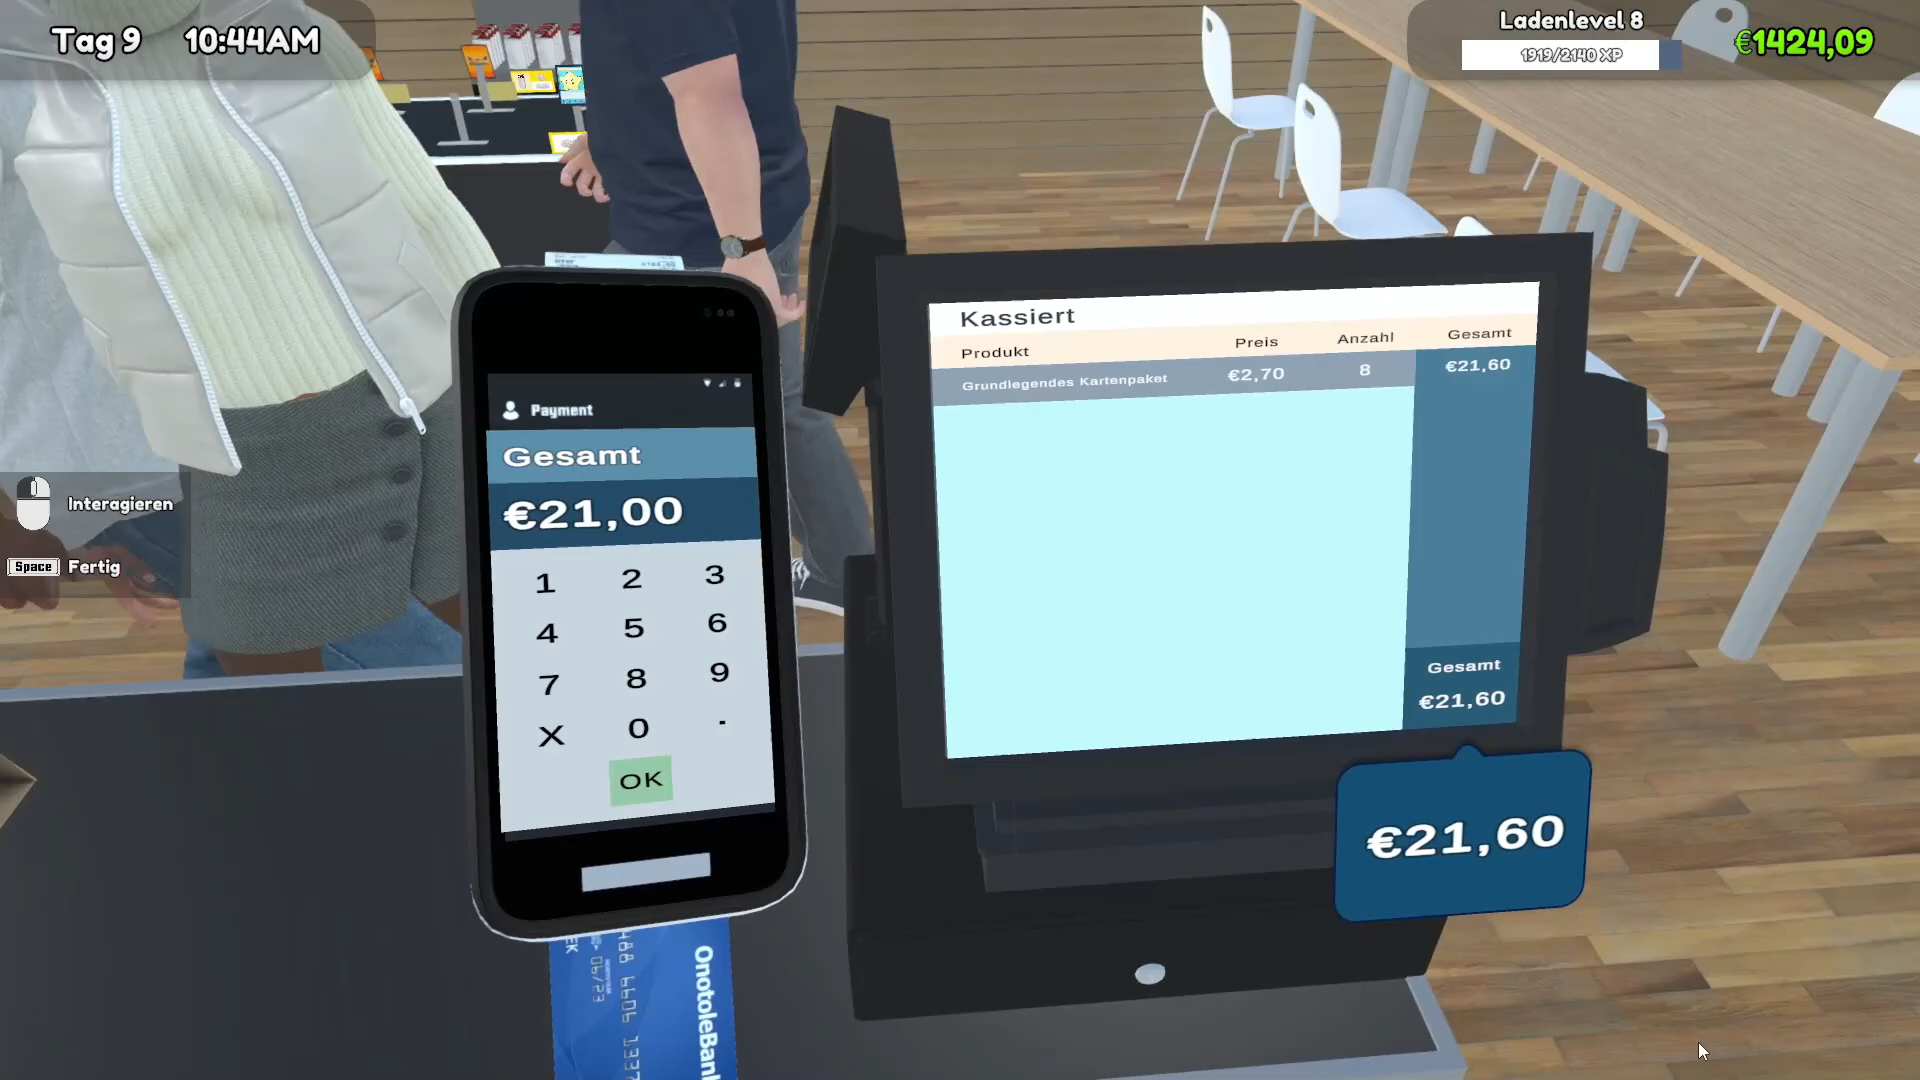 Tag 9 10:44AM
Ladenlevel 8
1919/2140 XP
€1424,09
Interagieren
Space Fertig
Payment
Gesamt
€21,00
1 2 3
4 5 6
7 8 9
X 0 .
OK
Kassiert
Produkt Preis Anzahl Gesamt
Grundlegendes Kartenpaket €2,70 8 €21,60
Gesamt
€21,60
€21,60
OnotoleBank
06/23